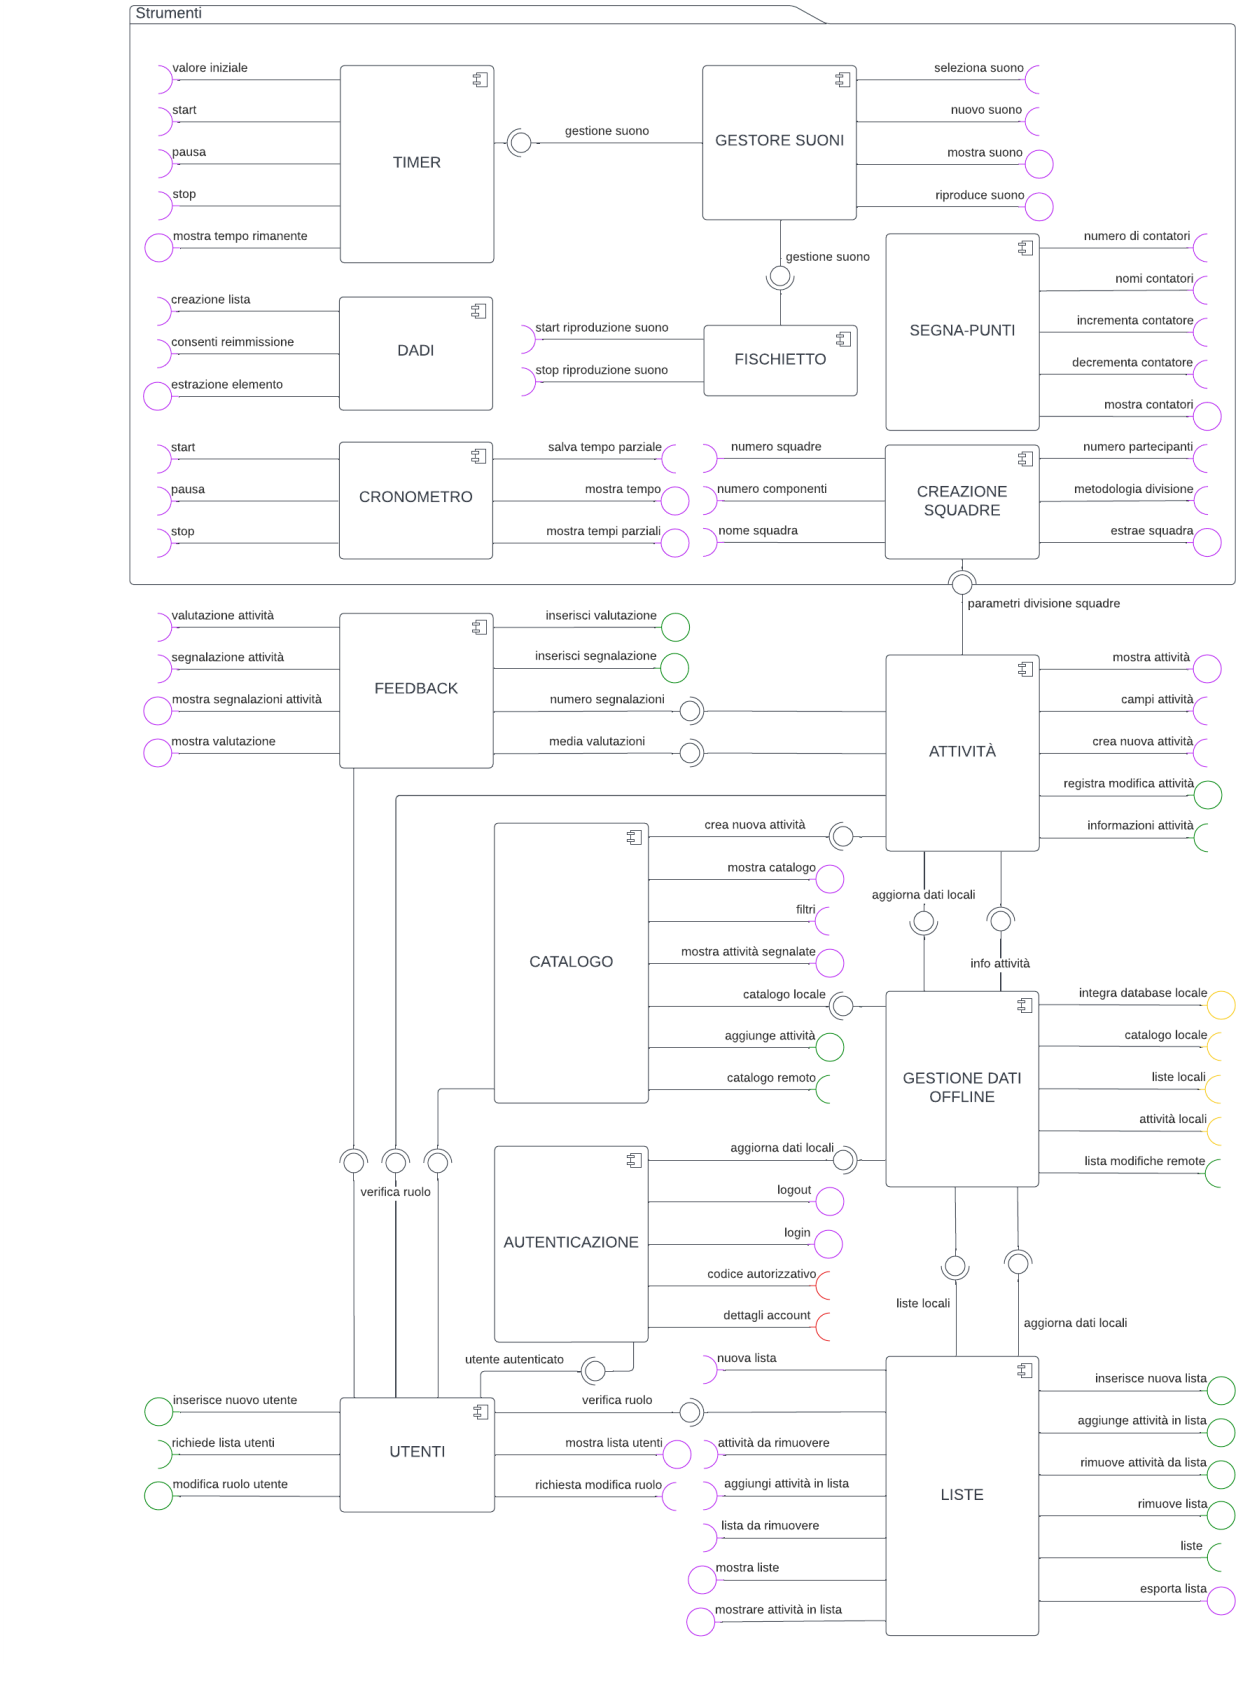 Strumenti
valore iniziale
start
pausa
stop
mostra tempo rimanente
TIMER
gestione suono
GESTORE SUONI
seleziona suono
nuovo suono
mostra suono
riproduce suono
gestione suono
creazione lista
consenti reimmissione
estrazione elemento
DADI
start riproduzione suono
stop riproduzione suono
FISCHIETTO
SEGNA-PUNTI
numero di contatori
nomi contatori
incrementa contatore
decrementa contatore
mostra contatori
start
pausa
stop
CRONOMETRO
salva tempo parziale
mostra tempo
mostra tempi parziali
numero squadre
numero componenti
nome squadra
CREAZIONE
SQUADRE
numero partecipanti
metodologia divisione
estrae squadra
parametri divisione squadre
valutazione attività
segnalazione attività
mostra segnalazioni attività
mostra valutazione
FEEDBACK
inserisci valutazione
inserisci segnalazione
numero segnalazioni
media valutazioni
ATTIVITÀ
mostra attività
campi attività
crea nuova attività
registra modifica attività
informazioni attività
CATALOGO
crea nuova attività
mostra catalogo
filtri
mostra attività segnalate
catalogo locale
aggiunge attività
catalogo remoto
aggiorna dati locali
info attività
GESTIONE DATI
OFFLINE
integra database locale
catalogo locale
liste locali
attività locali
lista modifiche remote
verifica ruolo
AUTENTICAZIONE
aggiorna dati locali
logout
login
codice autorizzativo
dettagli account
liste locali
aggiorna dati locali
utente autenticato
inserisce nuovo utente
richiede lista utenti
modifica ruolo utente
UTENTI
verifica ruolo
mostra lista utenti
richiesta modifica ruolo
nuova lista
attività da rimuovere
aggiungi attività in lista
lista da rimuovere
mostra liste
mostrare attività in lista
LISTE
inserisce nuova lista
aggiunge attività in lista
rimuove attività da lista
rimuove lista
liste
esporta lista